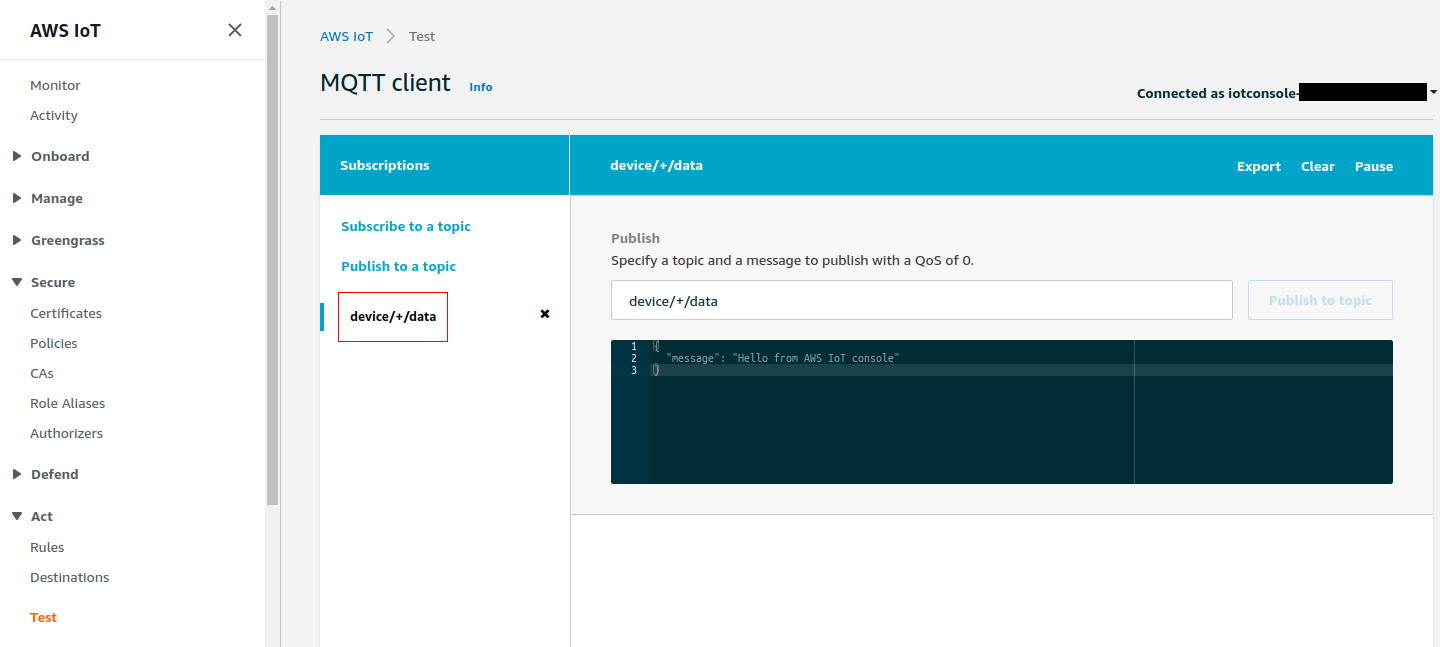 AWS IoT
Monitor
Activity
Onboard
Manage
Greengrass
Secure
Certificates
Policies
CAs
Role Aliases
Authorizers
Defend
Act
Rules
Destinations
Test
AWS IoT > Test
MQTT client Info
Connected as iotconsole-
Subscriptions
Subscribe to a topic
Publish to a topic
device/+/data
device/+/data
Export Clear Pause
Publish
Specify a topic and a message to publish with a QoS of 0.
device/+/data
Publish to topic
1 {
2 "message": "Hello from AWS IoT console"
3 }